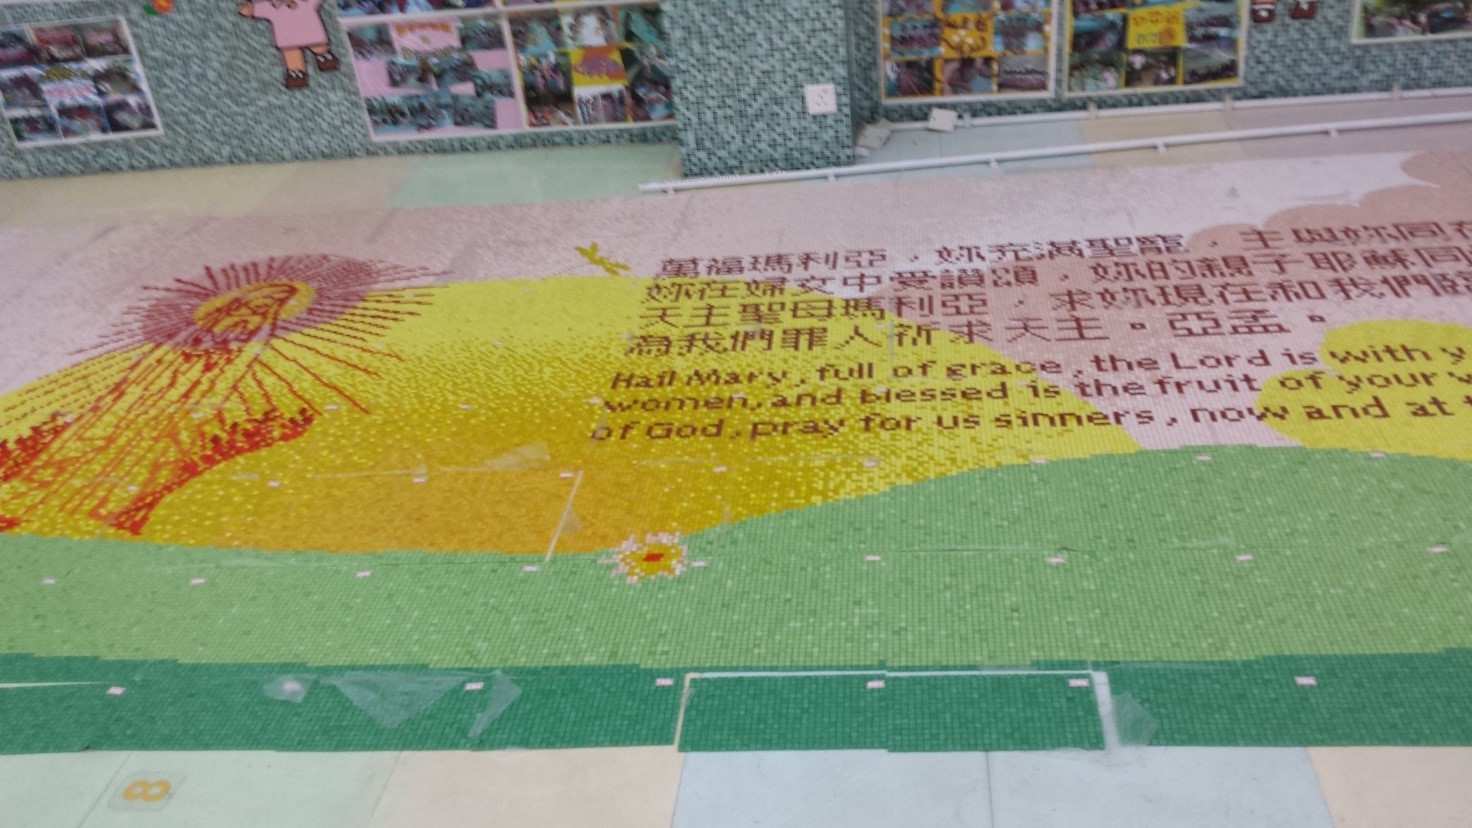 萬福瑪利亞，妳充滿聖寵，主與妳同在
妳在婦女中受讚頌，妳的親子耶穌同
天主聖母瑪利亞，求妳現在和我們臨
為我們罪人祈求天主。亞孟。
Hail Mary, full of grace, the Lord is with y
women, and blessed is the fruit of your w
of God, pray for us sinners, now and at t
8